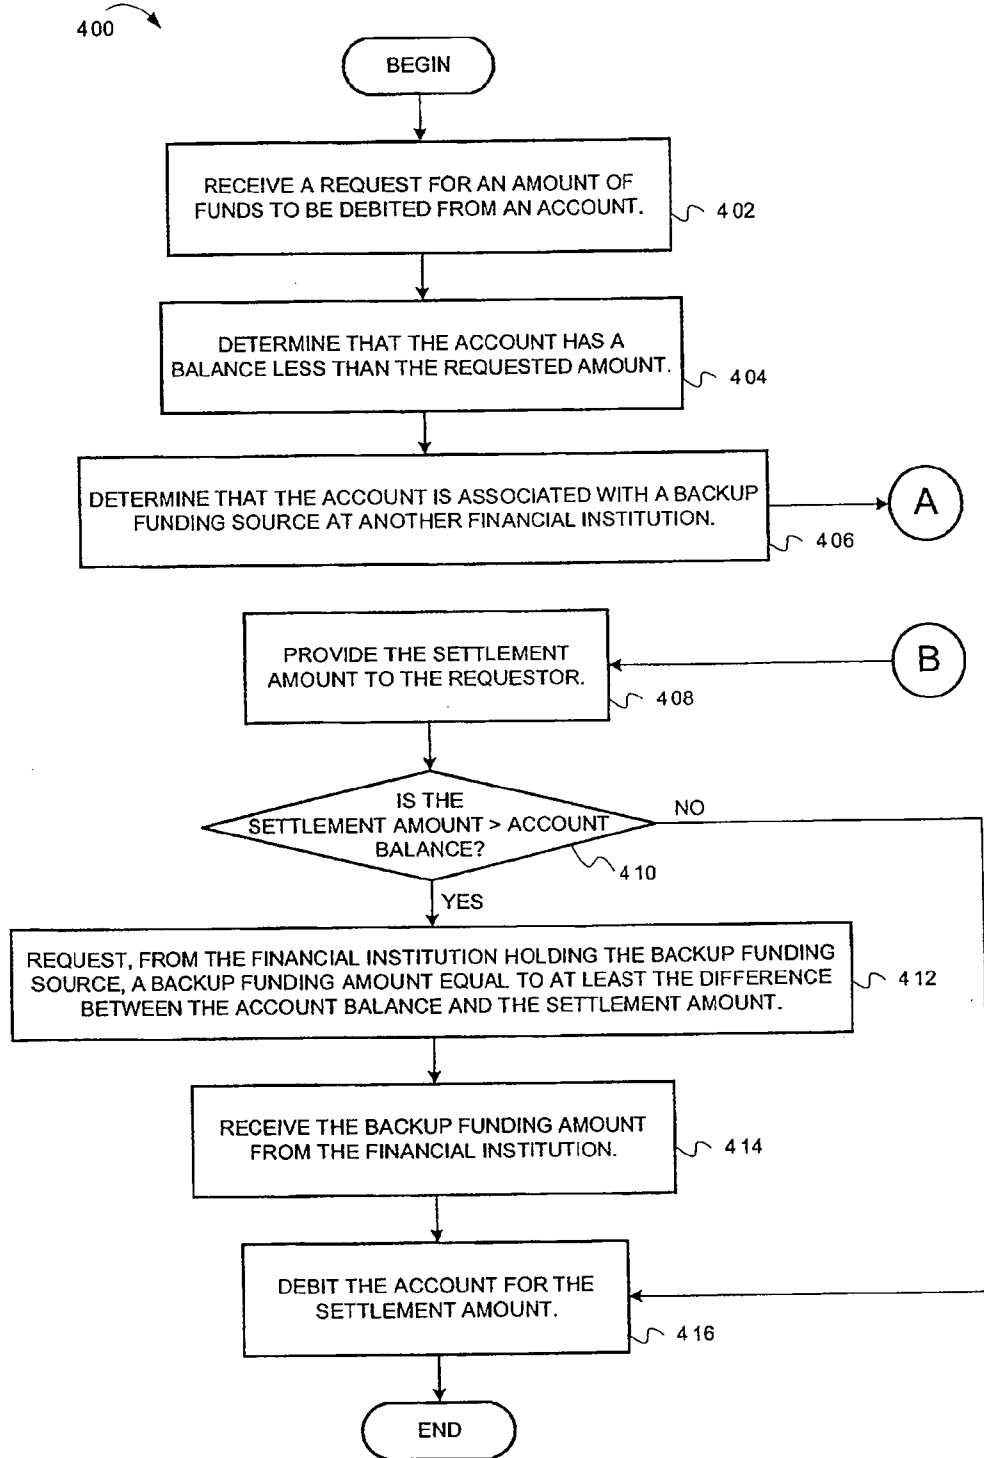 400
BEGIN
RECEIVE A REQUEST FOR AN AMOUNT OF
FUNDS TO BE DEBITED FROM AN ACCOUNT.
402
DETERMINE THAT THE ACCOUNT HAS A
BALANCE LESS THAN THE REQUESTED AMOUNT.
404
DETERMINE THAT THE ACCOUNT IS ASSOCIATED WITH A BACKUP
FUNDING SOURCE AT ANOTHER FINANCIAL INSTITUTION.
406
A
PROVIDE THE SETTLEMENT
AMOUNT TO THE REQUESTOR.
408
B
IS THE
SETTLEMENT AMOUNT > ACCOUNT
BALANCE?
410
NO
YES
REQUEST, FROM THE FINANCIAL INSTITUTION HOLDING THE BACKUP FUNDING
SOURCE, A BACKUP FUNDING AMOUNT EQUAL TO AT LEAST THE DIFFERENCE
BETWEEN THE ACCOUNT BALANCE AND THE SETTLEMENT AMOUNT.
412
RECEIVE THE BACKUP FUNDING AMOUNT
FROM THE FINANCIAL INSTITUTION.
414
DEBIT THE ACCOUNT FOR THE
SETTLEMENT AMOUNT.
416
END